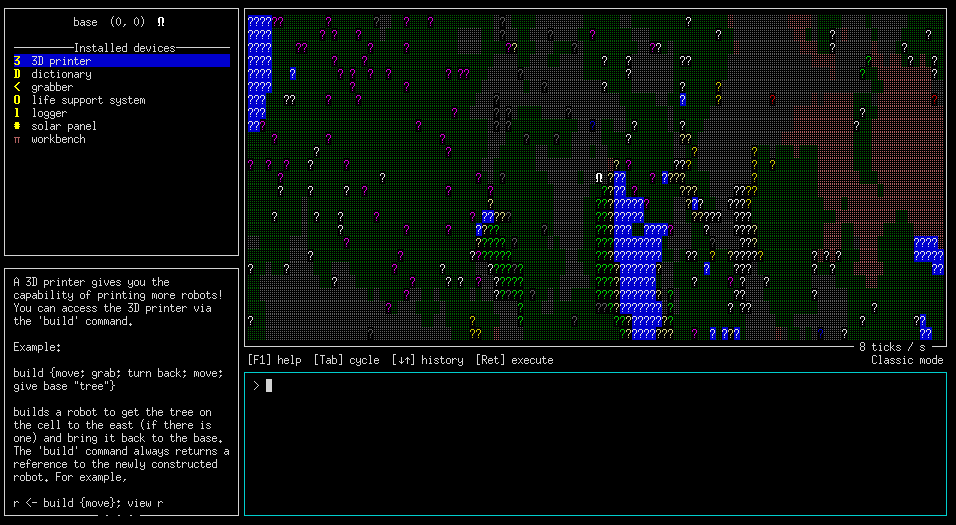 base (0, 0) Ω
Installed devices
3 3D printer
D dictionary
< grabber
O life support system
l logger
# solar panel
π workbench
A 3D printer gives you the
capability of printing more robots!
You can access the 3D printer via
the 'build' command.
Example:
build {move; grab; turn back; move;
give base "tree"}
builds a robot to get the tree on
the cell to the east (if there is
one) and bring it back to the base.
The 'build' command always returns a
reference to the newly constructed
robot. For example,
r <- build {move}; view r
8 ticks / s
[F1] help [Tab] cycle [↓↑] history [Ret] execute Classic mode
>